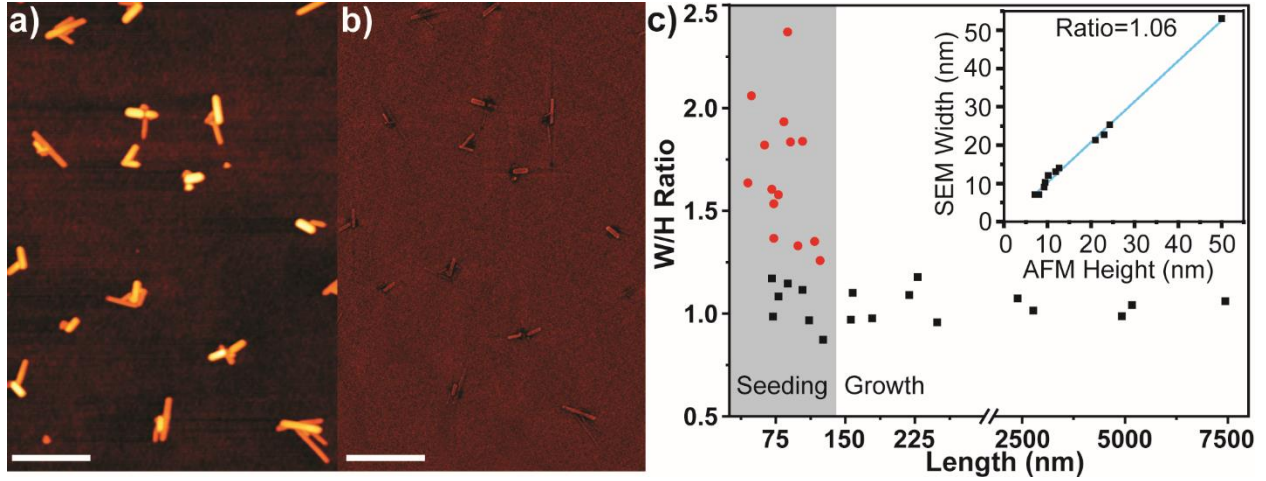 a)
b)
c)
2.5
2.0
1.5
1.0
0.5
W/H Ratio
Seeding
Growth
75
150
225
2500
5000
7500
Length (nm)
Ratio=1.06
50
40
30
20
10
0
SEM Width (nm)
0
10
20
30
40
50
AFM Height (nm)